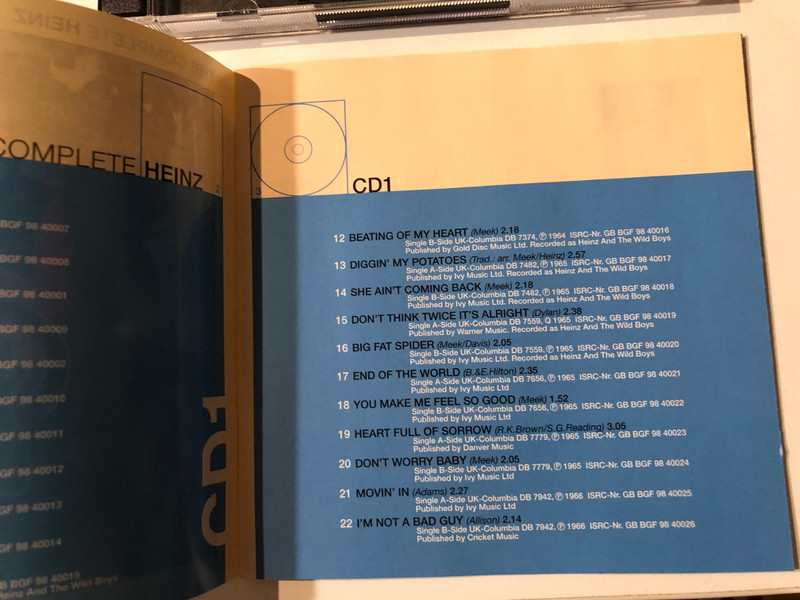 THE COMPLETE HEINZ
COMPLETE HEINZ
2
BGF 98 40007
BGF 98 40008
BGF 98 40001
BGF 98 40009
BGF 98 40002
BGF 98 40010
GF 98 40011
GF 98 40012
GF 98 40013
GF 98 40014
B BGF 98 40015
Heinz And The Wild Boys
CD1
3
CD1
12 BEATING OF MY HEART (Meek) 2.18
Single B-Side UK-Columbia DB 7374, Ⓟ 1964 ISRC-Nr. GB BGF 98 40016
Published by Gold Disc Music Ltd. Recorded as Heinz And The Wild Boys
13 DIGGIN' MY POTATOES (Trad.: arr. Meek/Heinz) 2.57
Single A-Side UK-Columbia DB 7482, Ⓟ 1965 ISRC-Nr. GB BGF 98 40017
Published by Ivy Music Ltd. Recorded as Heinz And The Wild Boys
14 SHE AIN'T COMING BACK (Meek) 2.18
Single B-Side UK-Columbia DB 7482, Ⓟ 1965 ISRC-Nr. GB BGF 98 40018
Published by Ivy Music Ltd. Recorded as Heinz And The Wild Boys
15 DON'T THINK TWICE IT'S ALRIGHT (Dylan) 2.38
Single A-Side UK-Columbia DB 7559, Q 1965 ISRC-Nr. GB BGF 98 40019
Published by Warner Music. Recorded as Heinz And The Wild Boys
16 BIG FAT SPIDER (Meek/Davis) 2.05
Single B-Side UK-Columbia DB 7559, Ⓟ 1965 ISRC-Nr. GB BGF 98 40020
Published by Ivy Music Ltd. Recorded as Heinz And The Wild Boys
17 END OF THE WORLD (B.&E.Hilton) 2.35
Single A-Side UK-Columbia DB 7656, Ⓟ 1965 ISRC-Nr. GB BGF 98 40021
Published by Ivy Music Ltd
18 YOU MAKE ME FEEL SO GOOD (Meek) 1.52
Single B-Side UK-Columbia DB 7656, Ⓟ 1965 ISRC-Nr. GB BGF 98 40022
Published by Ivy Music Ltd
19 HEART FULL OF SORROW (R.K.Brown/S.G.Reading) 3.05
Single A-Side UK-Columbia DB 7779, Ⓟ 1965 ISRC-Nr. GB BGF 98 40023
Published by Danver Music
20 DON'T WORRY BABY (Meek) 2.05
Single B-Side UK-Columbia DB 7779, Ⓟ 1965 ISRC-Nr. GB BGF 98 40024
Published by Ivy Music Ltd
21 MOVIN' IN (Adams) 2.27
Single A-Side UK-Columbia DB 7942, Ⓟ 1966 ISRC-Nr. GB BGF 98 40025
Published by Ivy Music Ltd
22 I'M NOT A BAD GUY (Allison) 2.14
Single B-Side UK-Columbia DB 7942, Ⓟ 1966 ISRC-Nr. GB BGF 98 40026
Published by Cricket Music